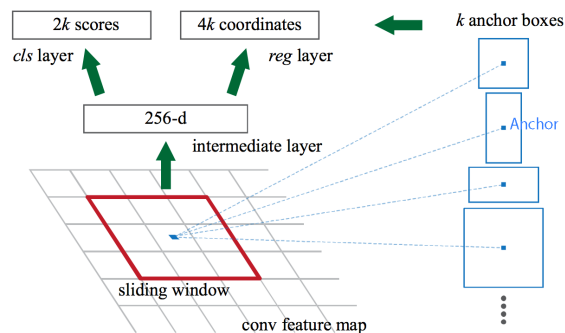 2k scores
4k coordinates
k anchor boxes
cls layer
reg layer
256-d
intermediate layer
Anchor
sliding window
conv feature map